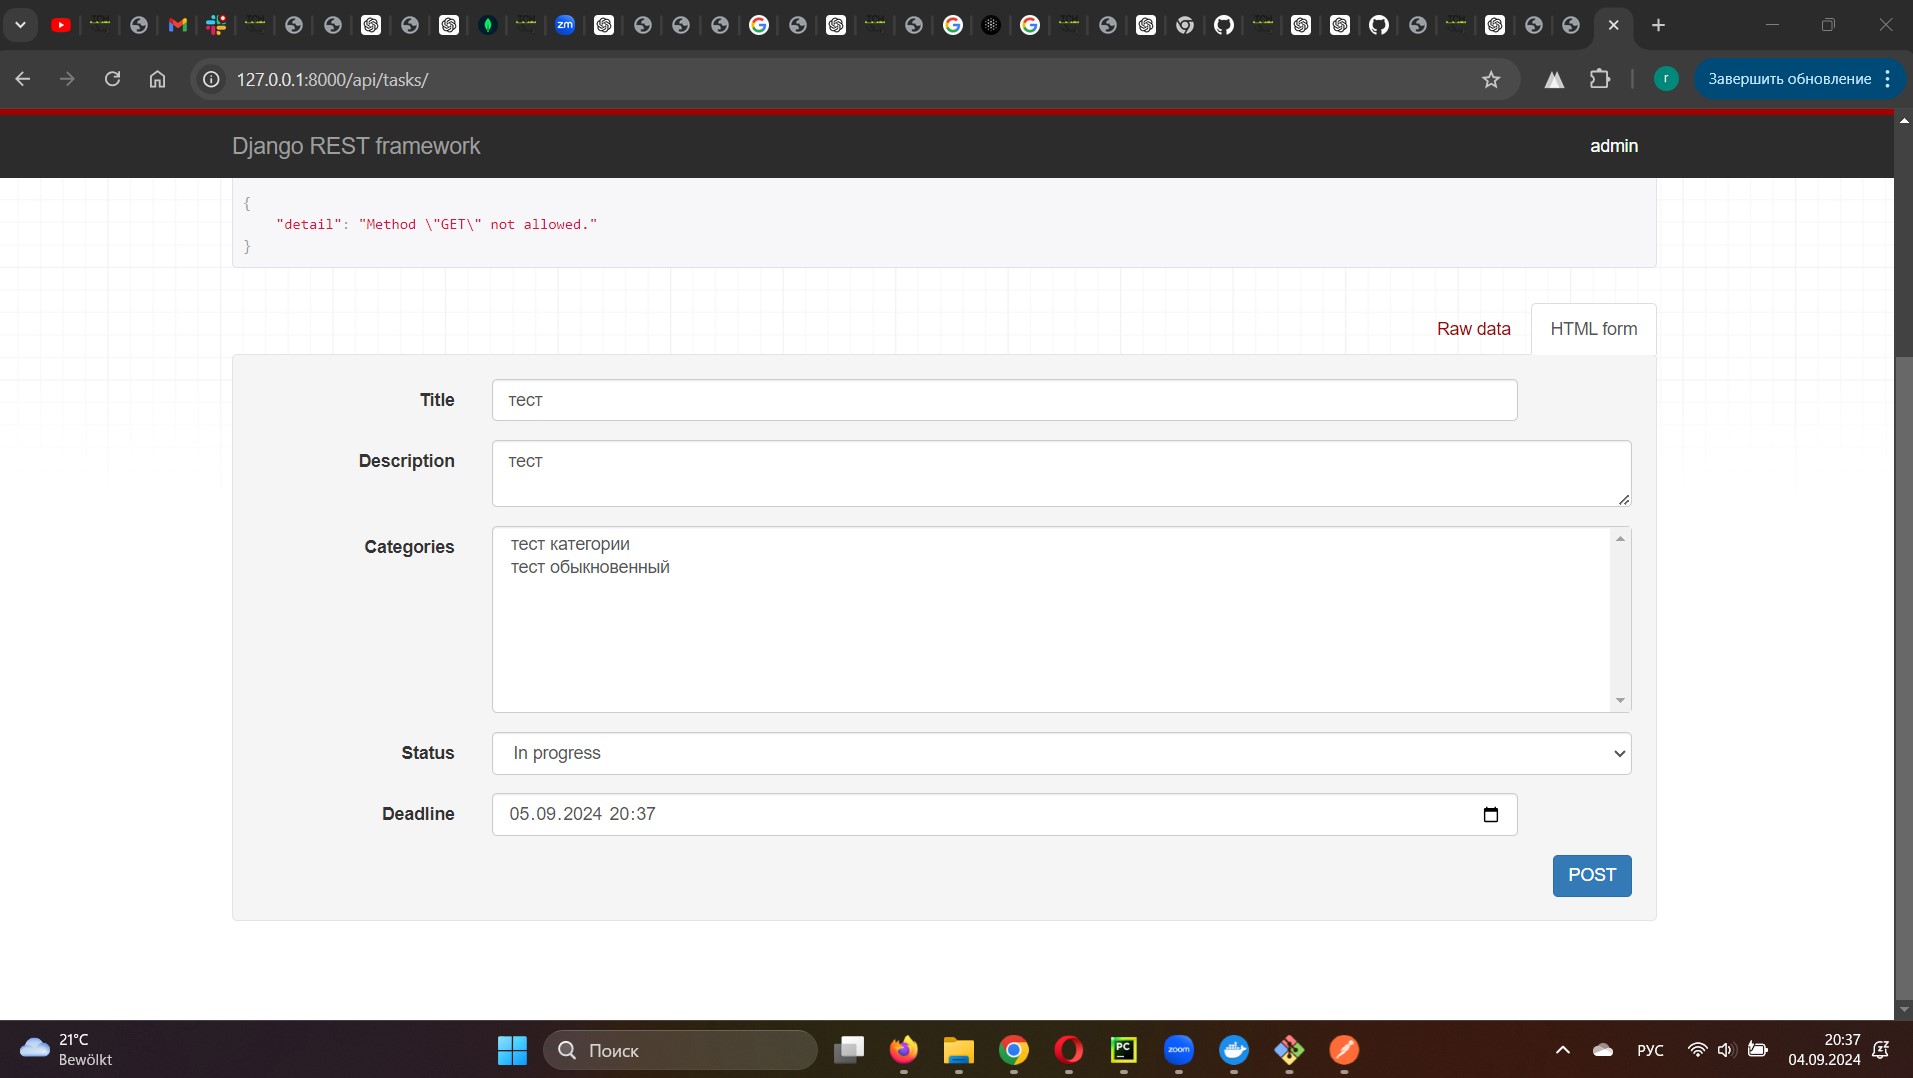 127.0.0.1:8000/api/tasks/
r
Завершить обновление
Django REST framework
admin
{
"detail": "Method \"GET\" not allowed."
}
Raw data
HTML form
Title
тест
Description
тест
Categories
тест категории
тест обыкновенный
Status
In progress
Deadline
05.09.2024 20:37
POST
21°C
Bewölkt
Поиск
PC
zoom
РУС
20:37
04.09.2024